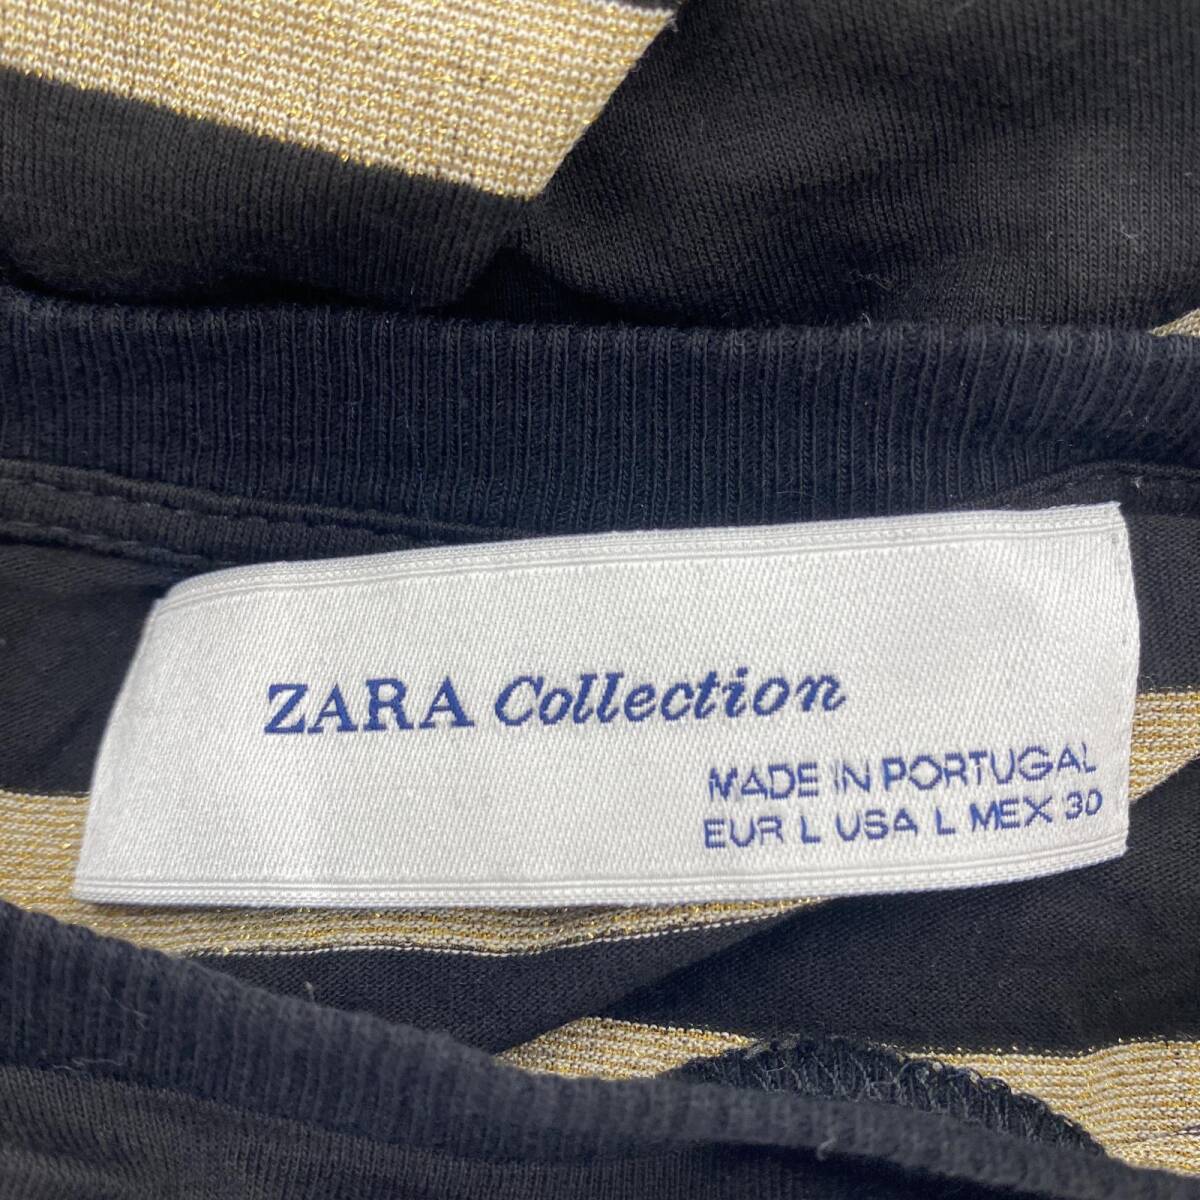 ZARA Collection
MADE IN PORTUGAL
EUR L USA L MEX 30